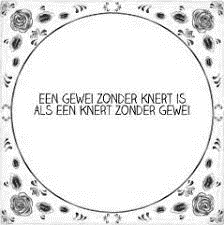 EEN GEWEI ZONDER KNERT IS
ALS EEN KNERT ZONDER GEWEI